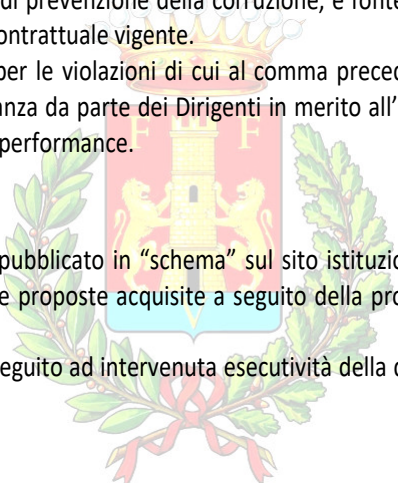 di prevenzione della corruzione, è fonte
ontrattuale vigente.
per le violazioni di cui al comma preced
anza da parte dei Dirigenti in merito all’
performance.
F F
V
pubblicato in “schema” sul sito istituzio
e proposte acquisite a seguito della pro
eguito ad intervenuta esecutività della d